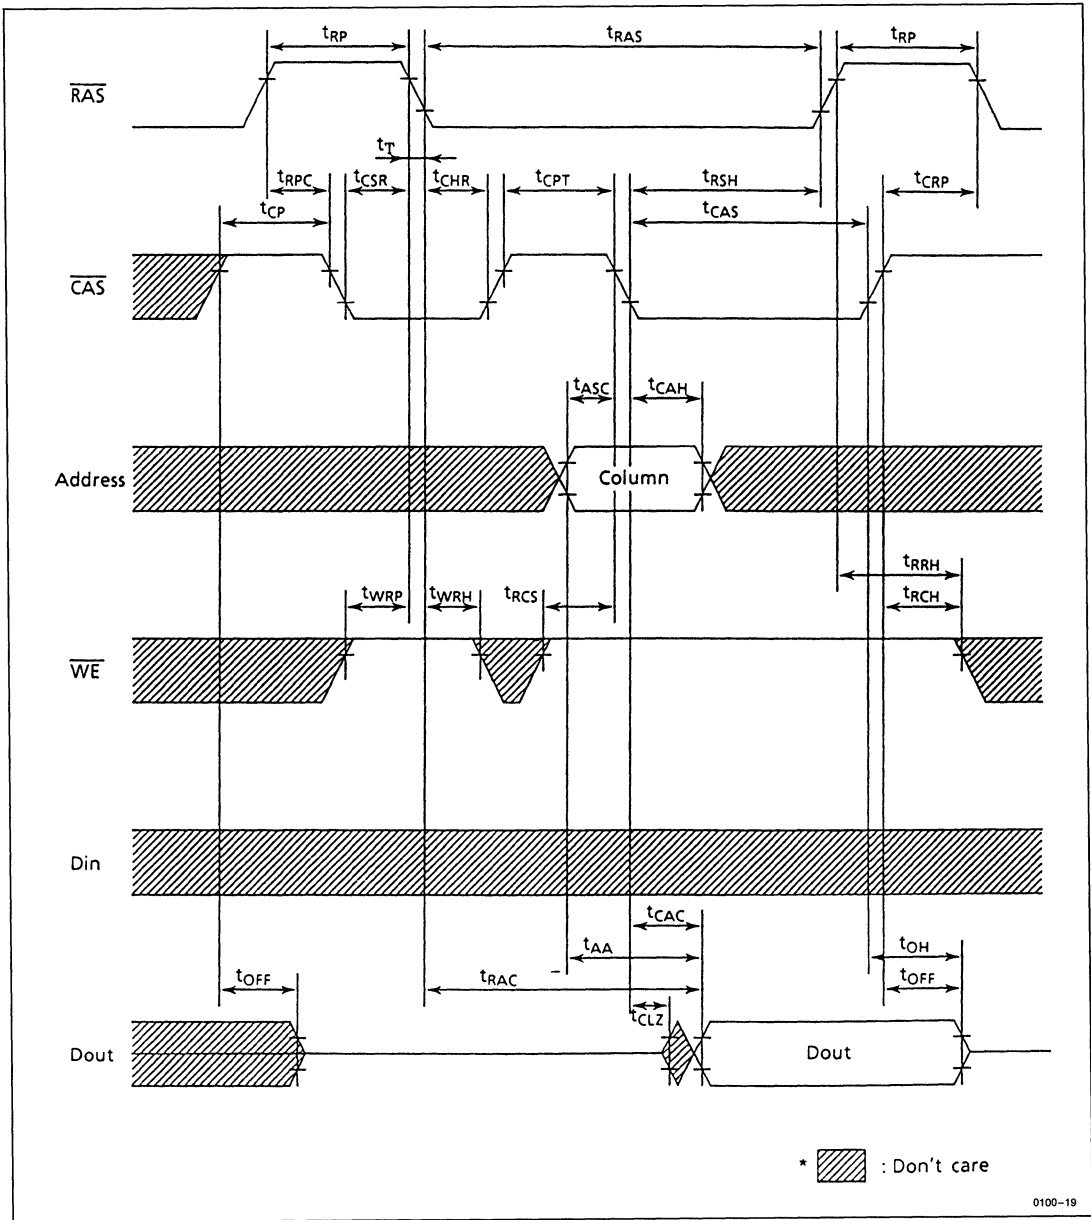 tRP tRAS tRP
RAS
tT
tRPC tCSR tCHR tCPT tRSH tCRP
tCP tCAS
CAS
tASC tCAH
Address Column
tRRH
tWRP tWRH tRCS tRCH
WE
Din
tCAC
tAA tOH
tOFF tRAC tOFF
tCLZ
Dout Dout
* : Don't care
0100-19